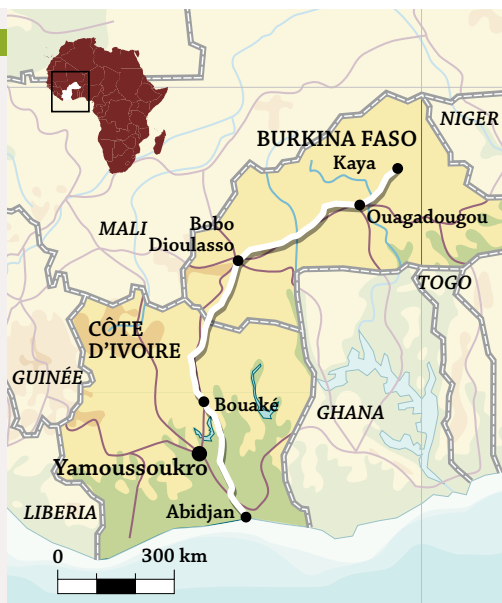 NIGER
BURKINA FASO
Kaya
Ouagadougou
Bobo
Dioulasso
MALI
TOGO
CÔTE
D'IVOIRE
GUINÉE
Bouaké
GHANA
Yamoussoukro
LIBERIA
Abidjan
0 300 km